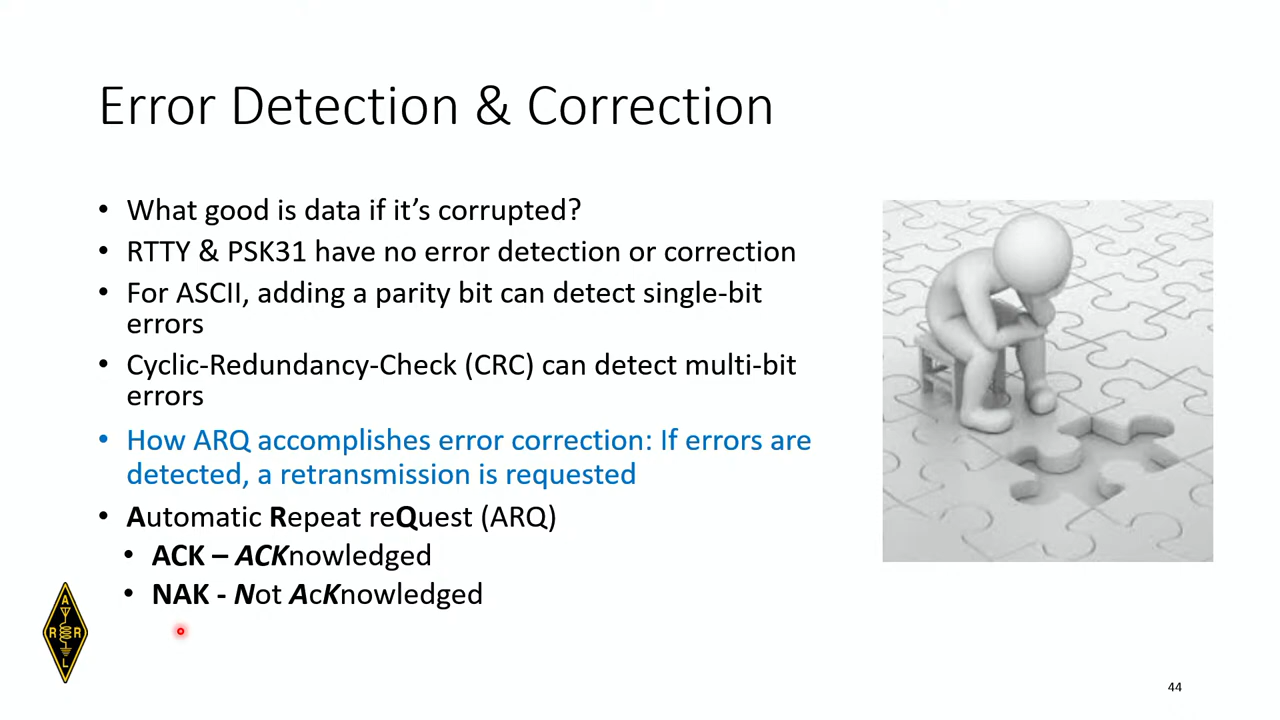 Error Detection & Correction
• What good is data if it’s corrupted?
• RTTY & PSK31 have no error detection or correction
• For ASCII, adding a parity bit can detect single-bit
errors
• Cyclic-Redundancy-Check (CRC) can detect multi-bit
errors
• How ARQ accomplishes error correction: If errors are
detected, a retransmission is requested
• Automatic Repeat reQuest (ARQ)
• ACK – ACKnowledged
• NAK - Not AcKnowledged
A
R R
L
44